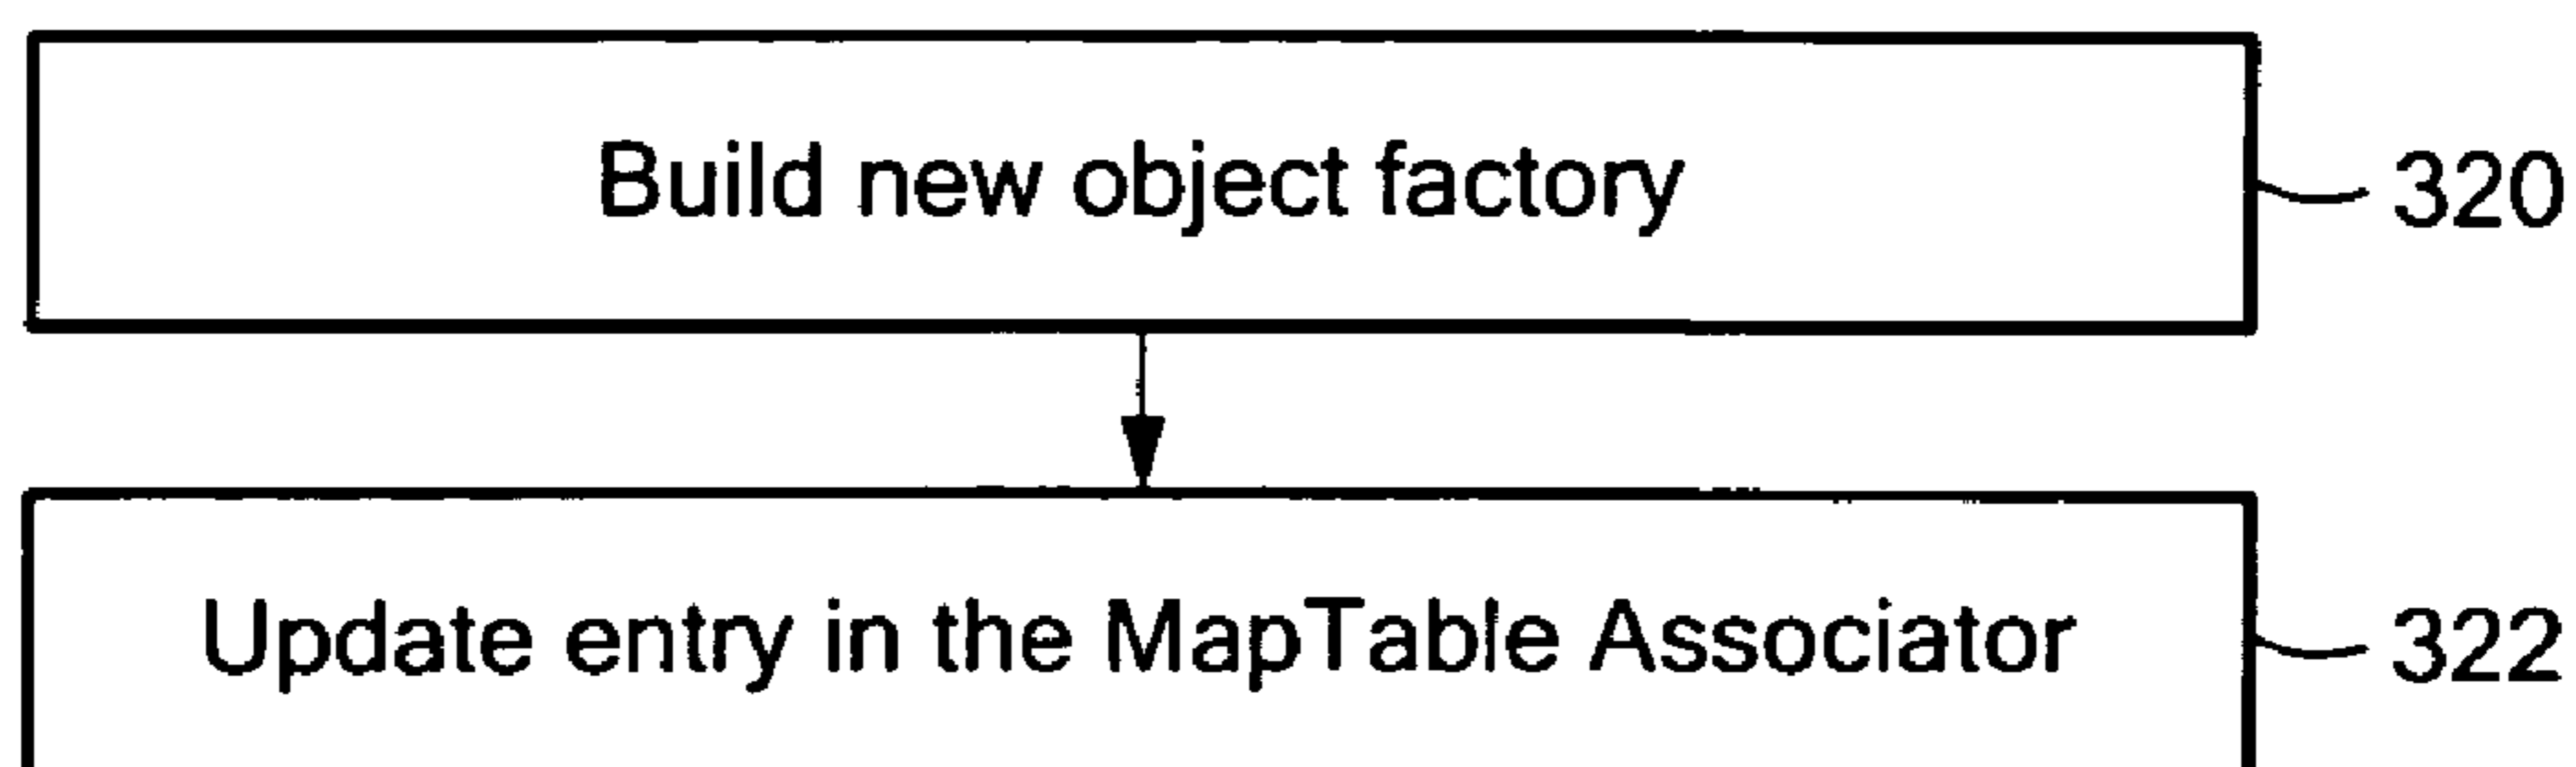 Build new object factory
320
Update entry in the MapTable Associator
322